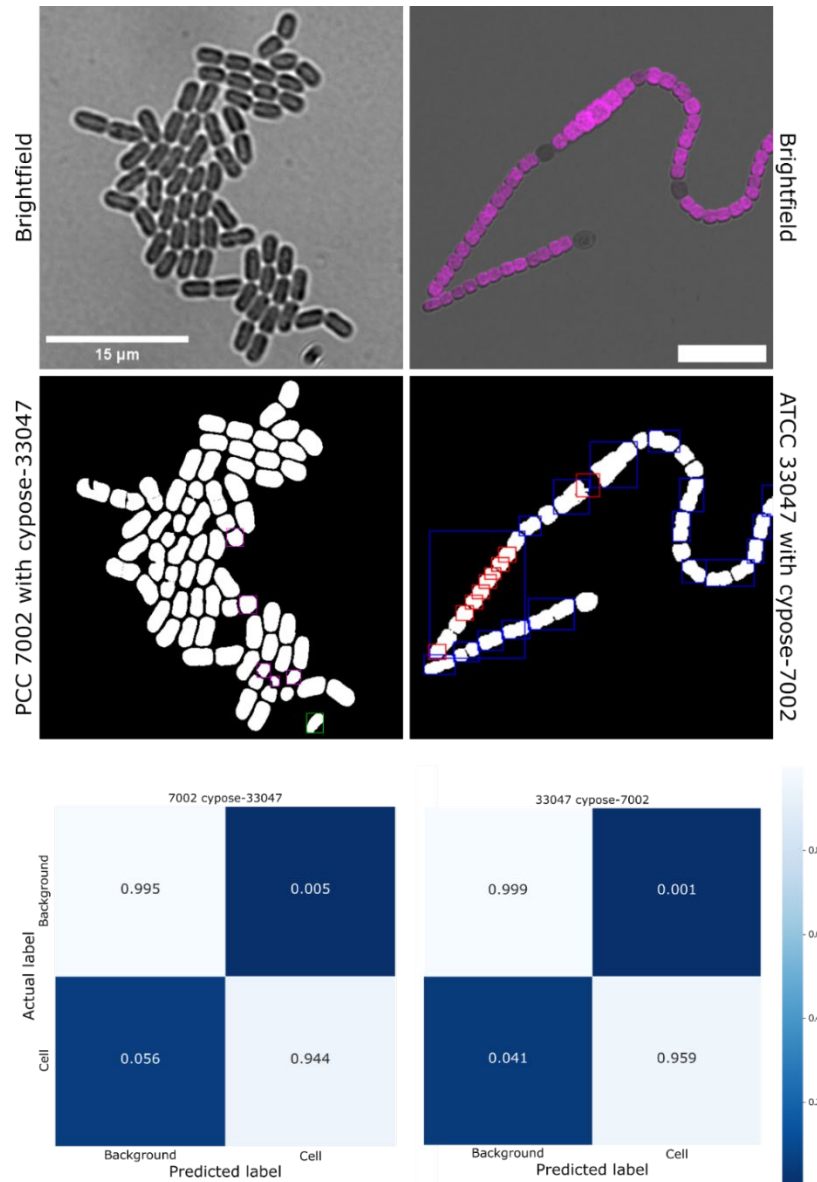 Brightfield
Brightfield
15 μm
PCC 7002 with cypose-33047
ATCC 33047 with cypose-7002
7002 cypose-33047
33047 cypose-7002
Actual label
Background
Cell
0.995
0.005
0.056
0.944
Background
Cell
Predicted label
0.999
0.001
0.041
0.959
Background
Cell
Predicted label